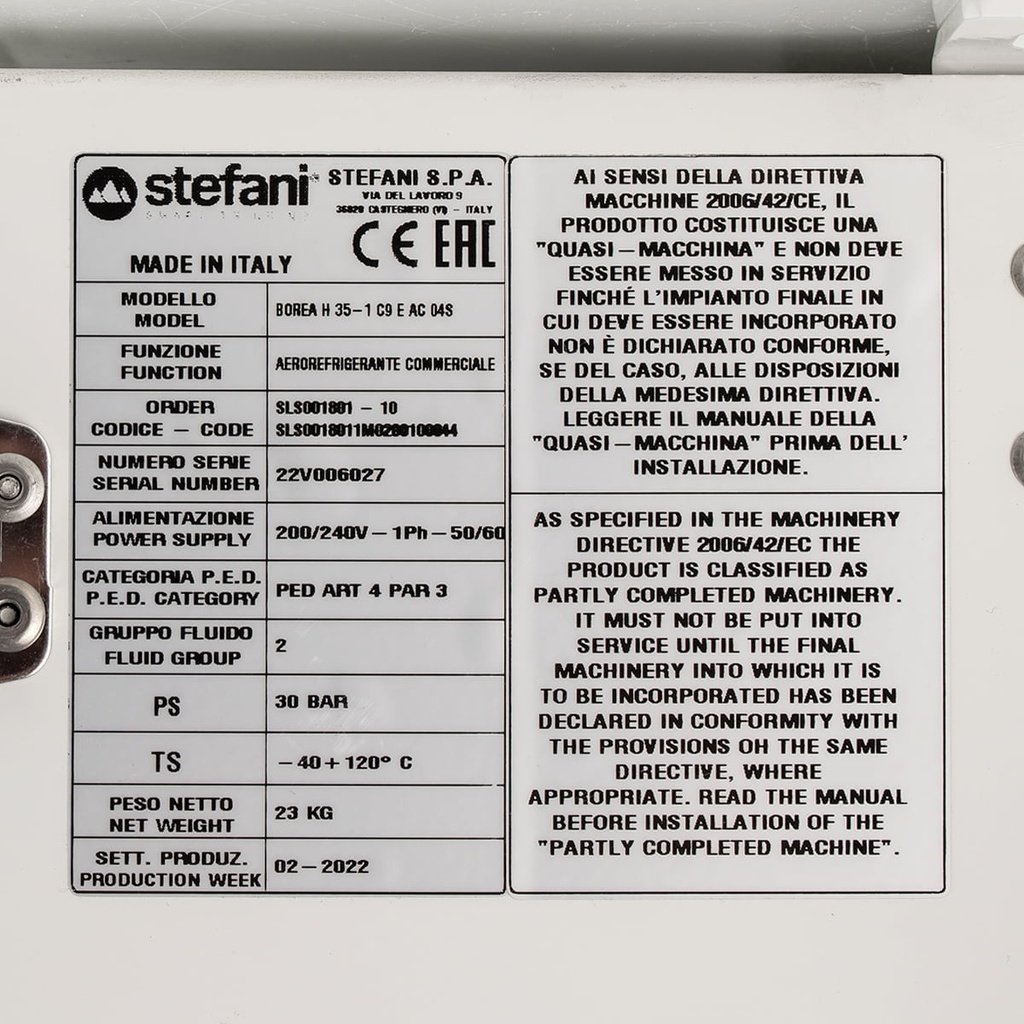 stefani
STEFANI S.P.A.
VIA DEL LAVORO 9
36020 CASTEGNERO (VI) – ITALY
CE EAC
MADE IN ITALY
MODELLO
MODEL
BOREA H 35-1 C9 E AC 04S
FUNZIONE
FUNCTION
AEROREFRIGERANTE COMMERCIALE
ORDER
CODICE – CODE
SLS001801 – 10
NUMERO SERIE
SERIAL NUMBER
22V006027
ALIMENTAZIONE
POWER SUPPLY
200/240V – 1Ph – 50/60
CATEGORIA P.E.D.
P.E.D. CATEGORY
PED ART 4 PAR 3
GRUPPO FLUIDO
FLUID GROUP
2
PS
30 BAR
TS
–40+120° C
PESO NETTO
NET WEIGHT
23 KG
SETT. PRODUZ.
PRODUCTION WEEK
02–2022
AI SENSI DELLA DIRETTIVA
MACCHINE 2006/42/CE, IL
PRODOTTO COSTITUISCE UNA
"QUASI–MACCHINA" E NON DEVE
ESSERE MESSO IN SERVIZIO
FINCHÉ L'IMPIANTO FINALE IN
CUI DEVE ESSERE INCORPORATO
NON È DICHIARATO CONFORME,
SE DEL CASO, ALLE DISPOSIZIONI
DELLA MEDESIMA DIRETTIVA.
LEGGERE IL MANUALE DELLA
"QUASI–MACCHINA" PRIMA DELL'
INSTALLAZIONE.
AS SPECIFIED IN THE MACHINERY
DIRECTIVE 2006/42/EC THE
PRODUCT IS CLASSIFIED AS
PARTLY COMPLETED MACHINERY.
IT MUST NOT BE PUT INTO
SERVICE UNTIL THE FINAL
MACHINERY INTO WHICH IT IS
TO BE INCORPORATED HAS BEEN
DECLARED IN CONFORMITY WITH
THE PROVISIONS OH THE SAME
DIRECTIVE, WHERE
APPROPRIATE. READ THE MANUAL
BEFORE INSTALLATION OF THE
"PARTLY COMPLETED MACHINE".